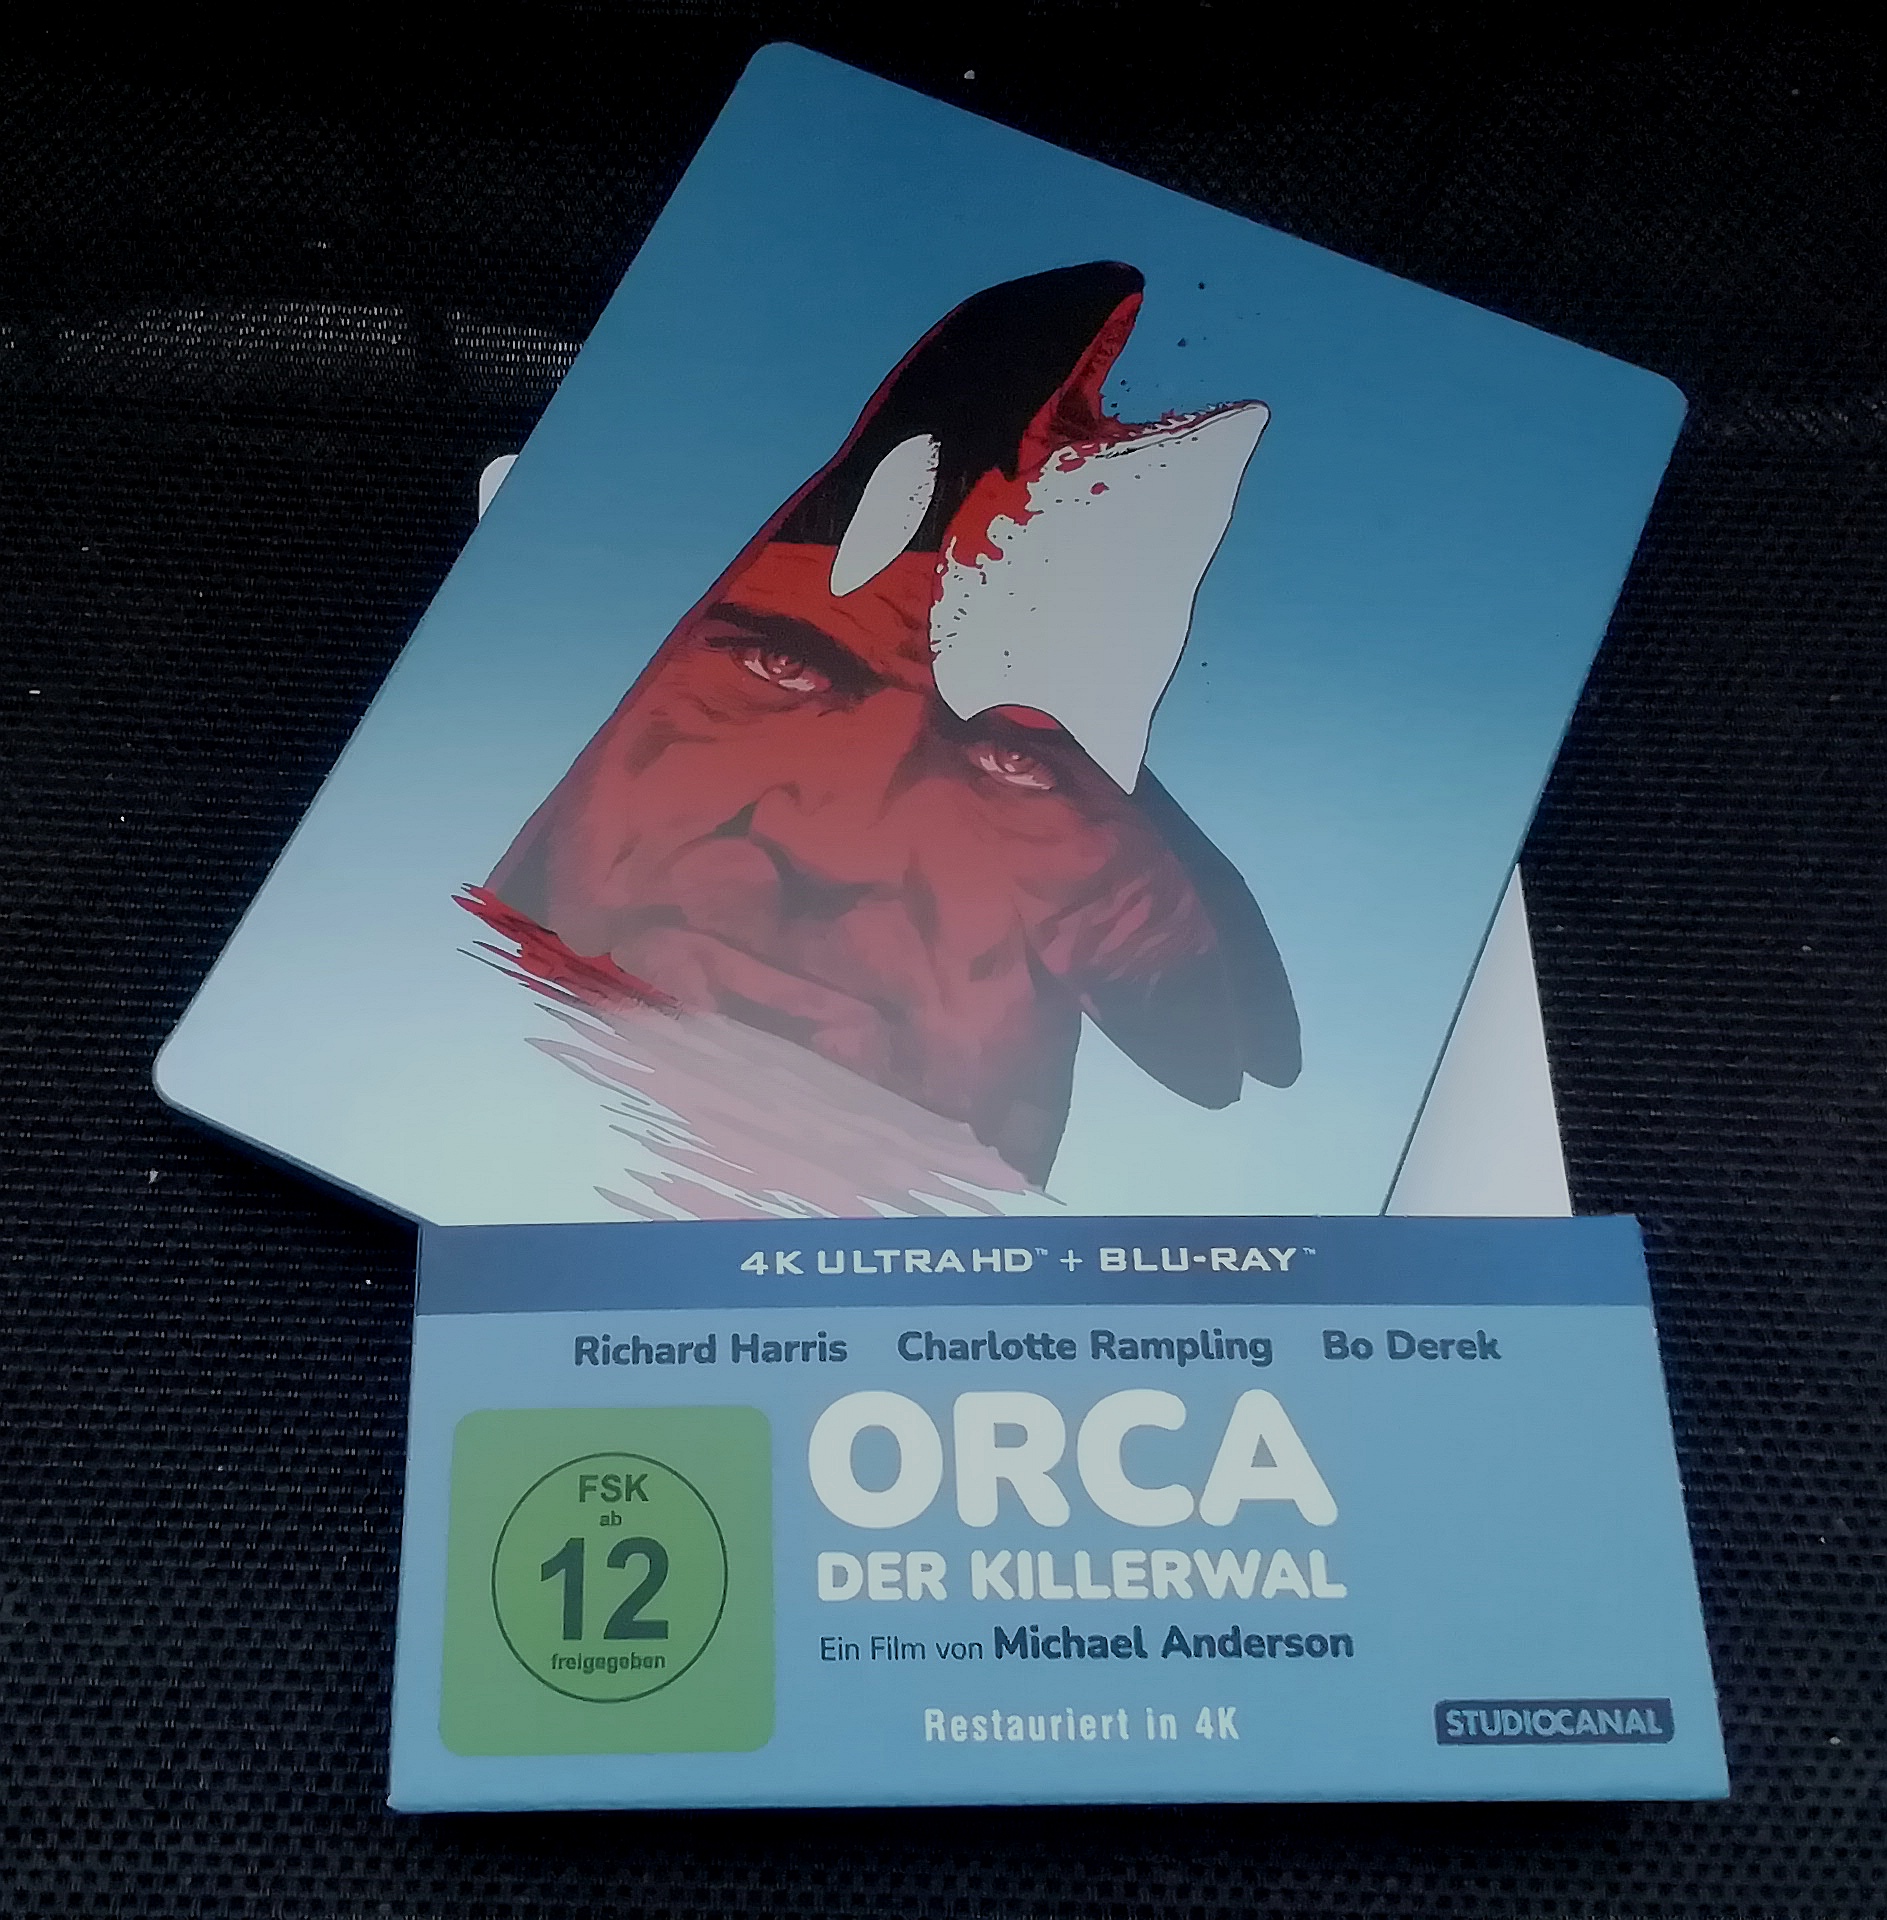 4K ULTRA HD™ + BLU-RAY™
Richard Harris Charlotte Rampling Bo Derek
ORCA
DER KILLERWAL
Ein Film von Michael Anderson
Restauriert in 4K
FSK
ab
12
freigegeben
STUDIOCANAL